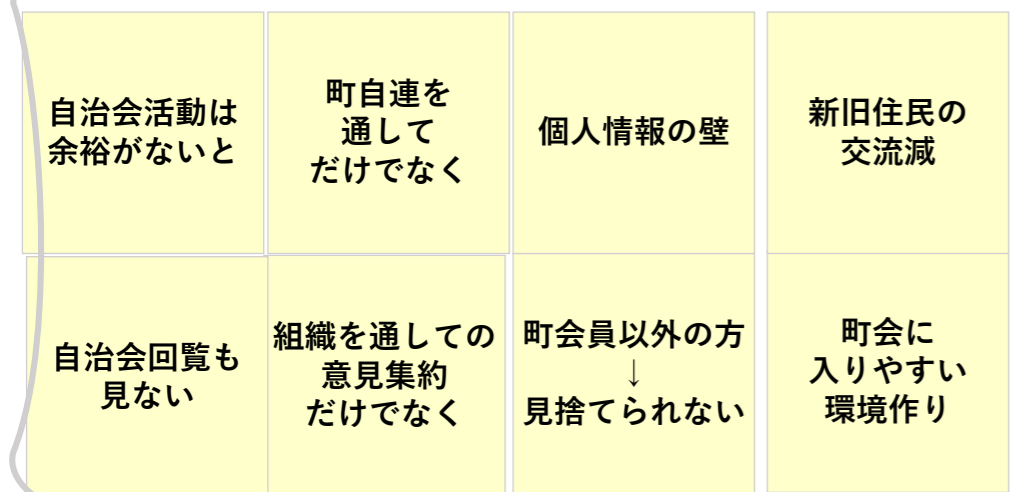 自治会活動は
余裕がないと
町自連を
通して
だけでなく
個人情報の壁
新旧住民の
交流減
自治会回覧も
見ない
組織を通しての
意見集約
だけでなく
町会員以外の方
↓
見捨てられない
町会に
入りやすい
環境作り